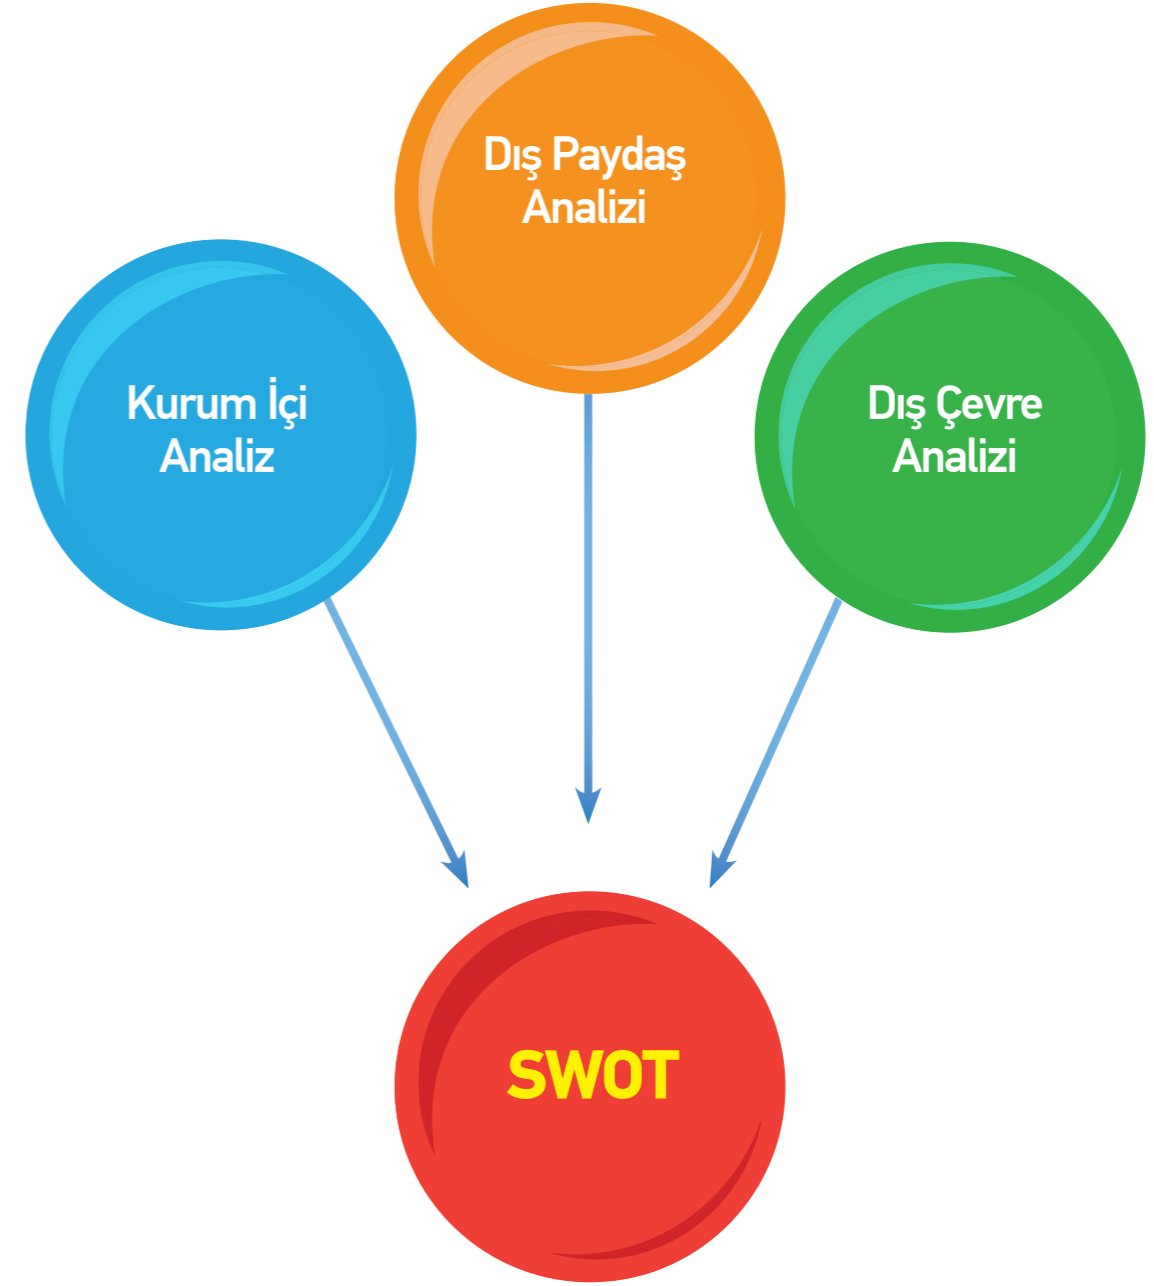 Dış Paydaş
Analizi
Kurum İçi
Analiz
Dış Çevre
Analizi
SWOT